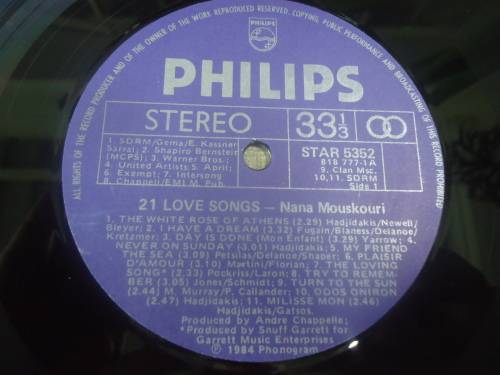 ALL RIGHTS OF THE RECORD PRODUCER AND OF THE OWNER OF THE WORK REPRODUCED RESERVED. COPYING, PUBLIC PERFORMANCE AND BROADCASTING OF THIS RECORD PROHIBITED
PHILIPS
PHILIPS
STEREO 33 1/3
1. SDRM/Gema/E. Kassner
Sarral; 2. Shapiro Bernstein
(MCPS); 3. Warner Bros.;
4. United Artists; 5. April;
6. Exempt; 7. Intersong
8. Chappell/EMI M. Pub.
STAR 5352
818 777-1 A
9. Clan Msc.
10,11. SDRM
Side 1
21 LOVE SONGS – Nana Mouskouri
1. THE WHITE ROSE OF ATHENS (2.29) Hadjidakis/Newell/
Bleyer; 2. I HAVE A DREAM (3.32) Fugain/Blaness/Delanoe/
Kretzmer; 3. DAY IS DONE (Mon Enfant) (3.29) Yarrow; 4.
NEVER ON SUNDAY (3.01) Hadjidakis; 5. MY FRIEND
THE SEA (3.09) Petsilas/Delanoe/Shaper; 6. PLAISIR
D'AMOUR (3.10) Martini/Florian; 7. THE LOVING
SONG* (2.33) Pockriss/Laron; 8. TRY TO REMEM-
BER (3.05) Jones/Schmidt; 9. TURN TO THE SUN
(2.44) M. Murray/P. Callander; 10. ODOS ONIRON
(2.47) Hadjidakis; 11. MILISSE MON (2.46)
Hadjidakis/Gatsos.
Produced by Andre Chappelle;
*Produced by Snuff Garrett for
Garrett Music Enterprises
℗ 1984 Phonogram